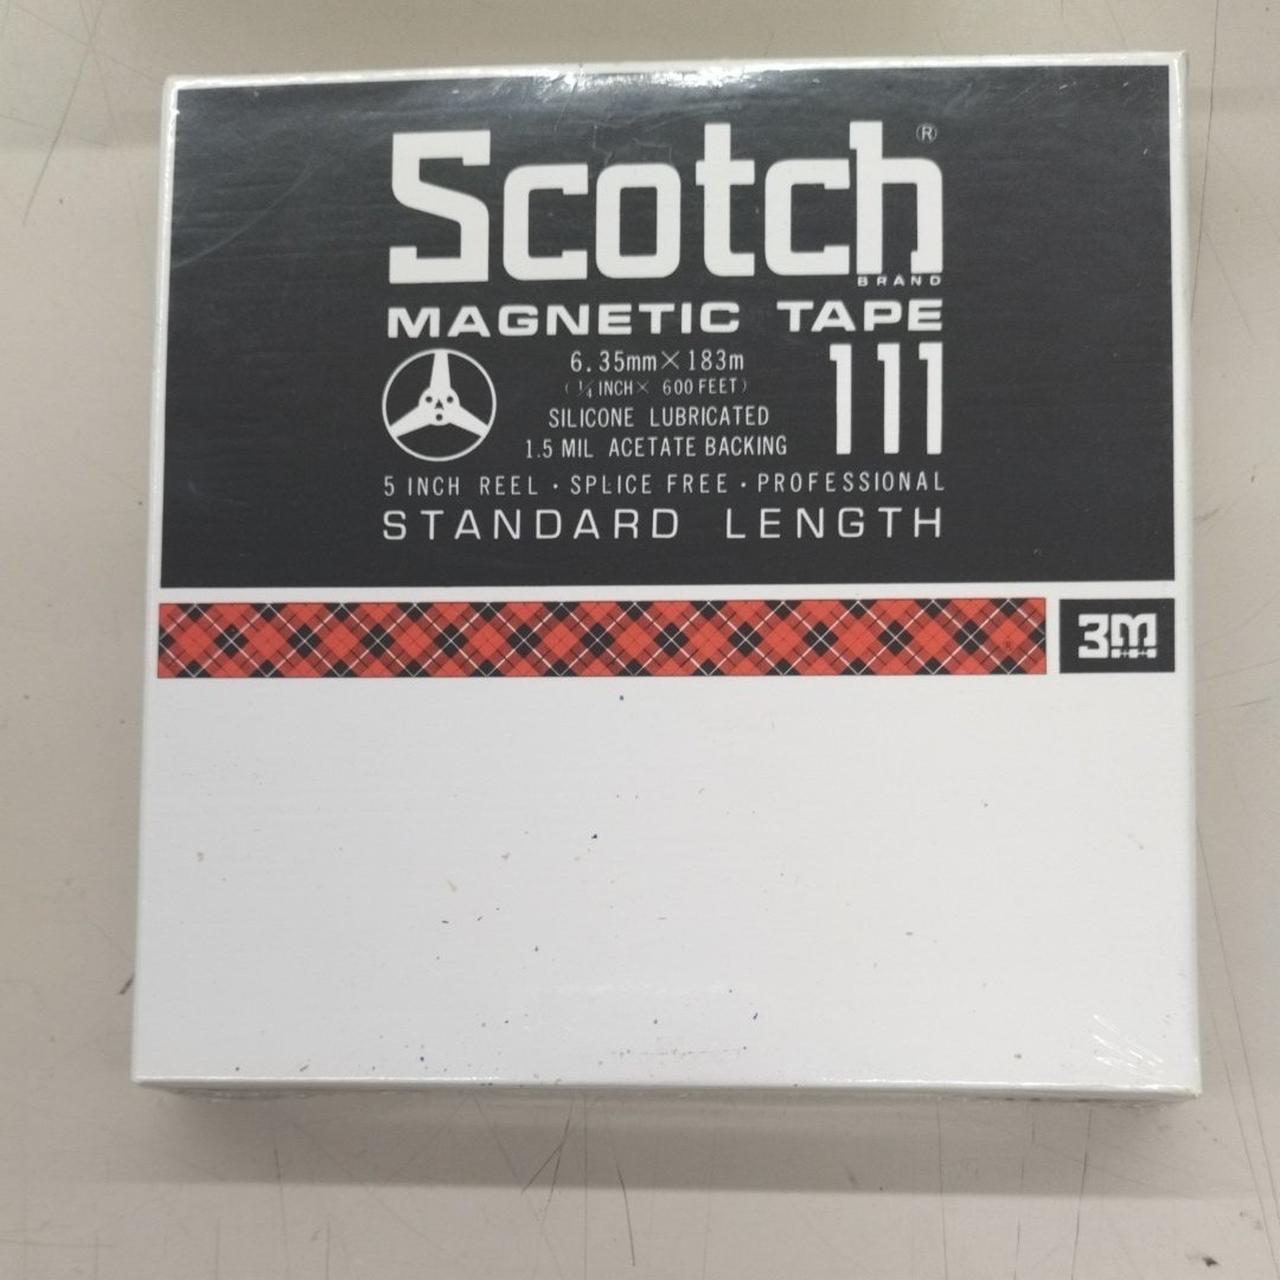 Scotch®
BRAND
MAGNETIC TAPE
6.35mm×183m
(¼ INCH× 600 FEET)
111
SILICONE LUBRICATED
1.5 MIL ACETATE BACKING
5 INCH REEL · SPLICE FREE · PROFESSIONAL
STANDARD LENGTH
3M